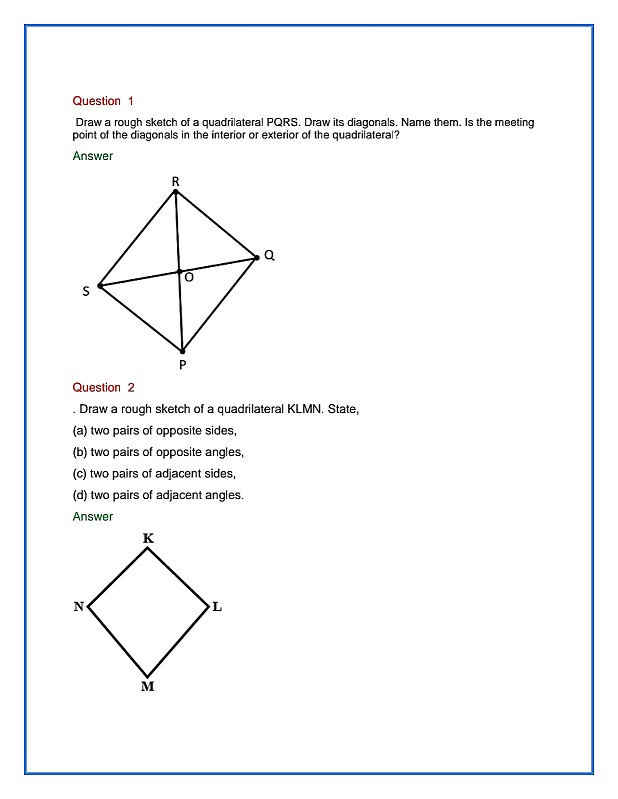 Question 1
Draw a rough sketch of a quadrilateral PQRS. Draw its diagonals. Name them. Is the meeting
point of the diagonals in the interior or exterior of the quadrilateral?
Answer
R
Q
O
S
P
Question 2
. Draw a rough sketch of a quadrilateral KLMN. State,
(a) two pairs of opposite sides,
(b) two pairs of opposite angles,
(c) two pairs of adjacent sides,
(d) two pairs of adjacent angles.
Answer
K
N L
M